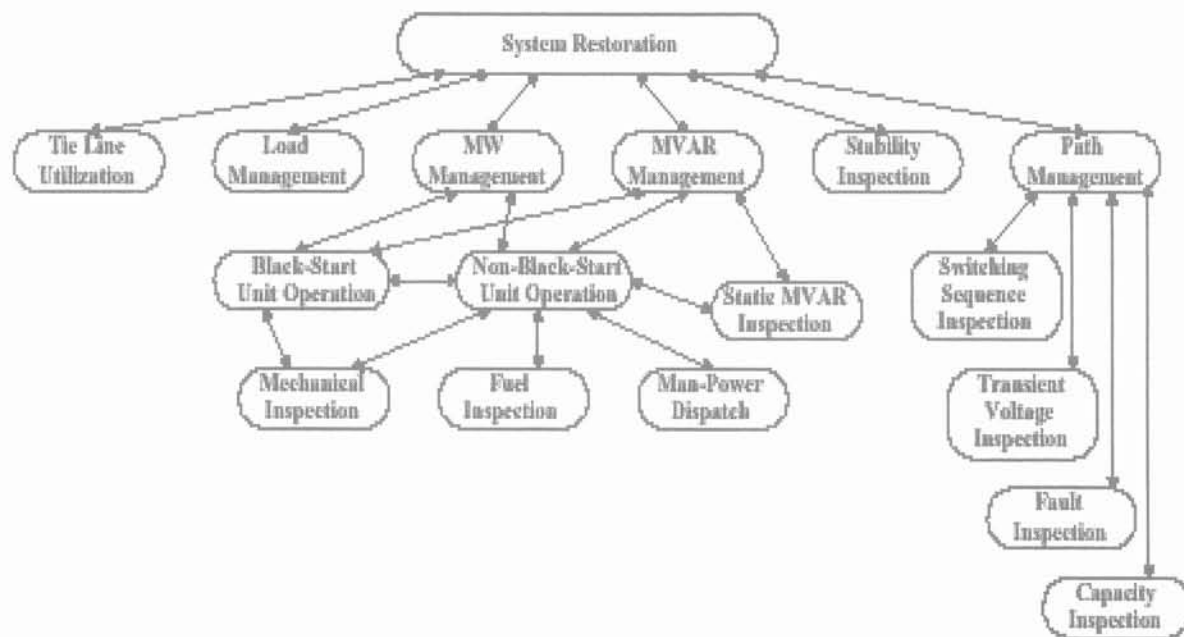 System Restoration
Tie Line
Utilization
Load
Management
MW
Management
MVAR
Management
Stability
Inspection
Path
Management
Black-Start
Unit Operation
Non-Black-Start
Unit Operation
Static MVAR
Inspection
Switching
Sequence
Inspection
Mechanical
Inspection
Fuel
Inspection
Man-Power
Dispatch
Transient
Voltage
Inspection
Fault
Inspection
Capacity
Inspection